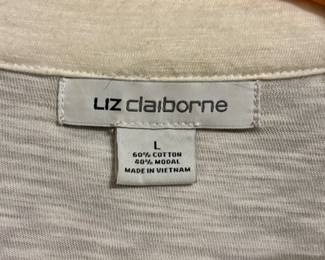 LIZ claiborne
L
60% COTTON
40% MODAL
MADE IN VIETNAM